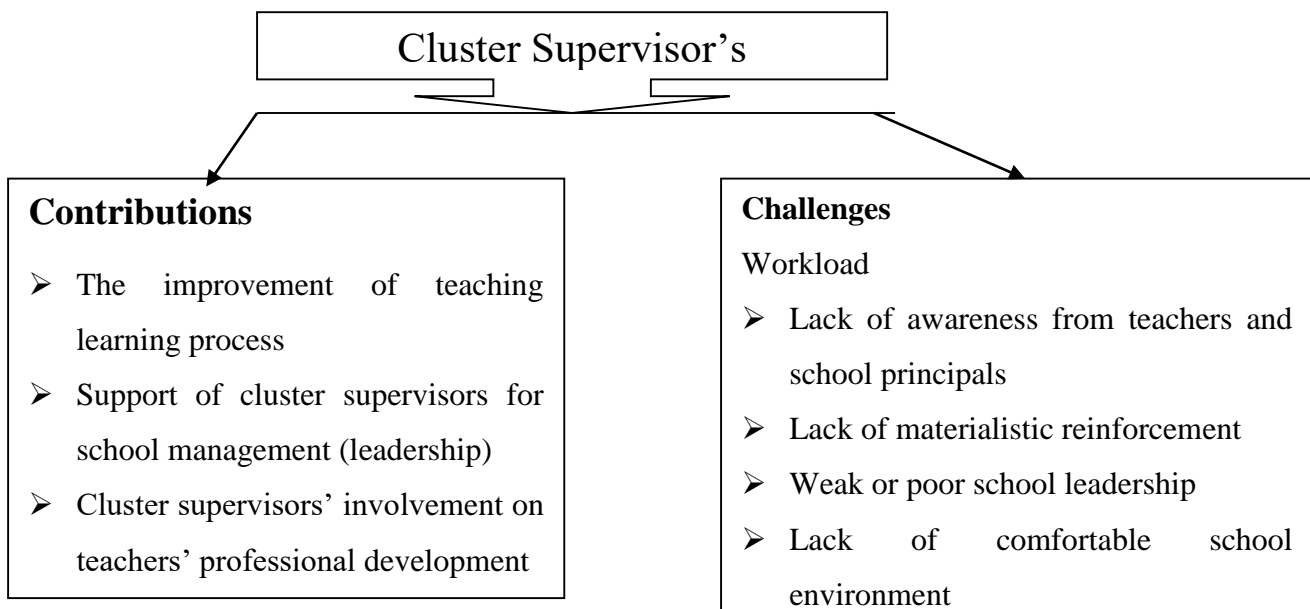 Cluster Supervisor’s
Contributions
➢ The improvement of teaching
learning process
➢ Support of cluster supervisors for
school management (leadership)
➢ Cluster supervisors’ involvement on
teachers’ professional development
Challenges
Workload
➢ Lack of awareness from teachers and
school principals
➢ Lack of materialistic reinforcement
➢ Weak or poor school leadership
➢ Lack of comfortable school
environment